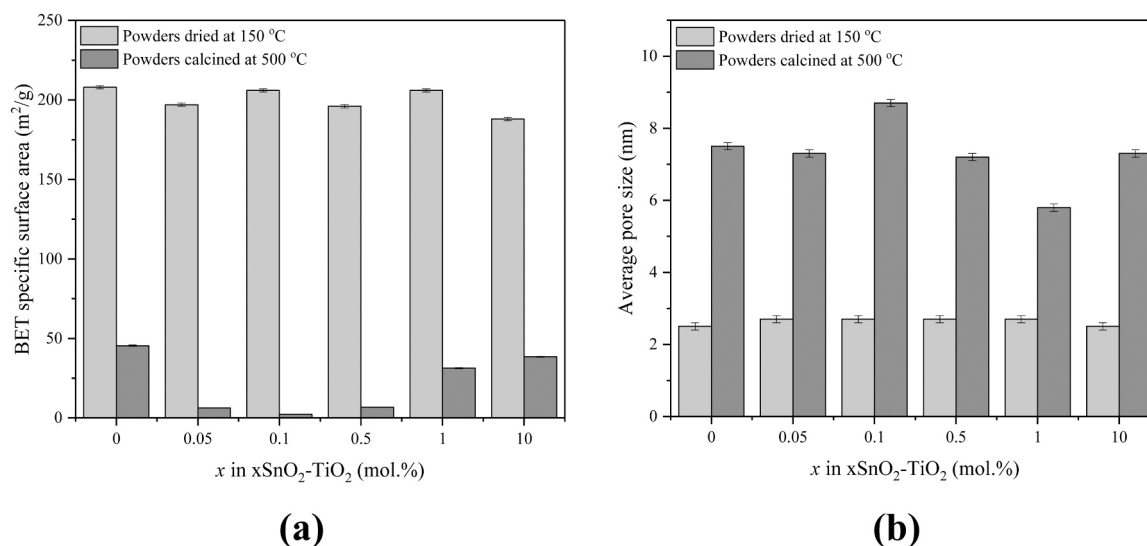 250
200
150
100
50
0
BET specific surface area (m²/g)
Powders dried at 150 °C
Powders calcined at 500 °C
0 0.05 0.1 0.5 1 10
x in xSnO₂-TiO₂ (mol.%)
(a)
10
8
6
4
2
0
Average pore size (nm)
Powders dried at 150 °C
Powders calcined at 500 °C
0 0.05 0.1 0.5 1 10
x in xSnO₂-TiO₂ (mol.%)
(b)